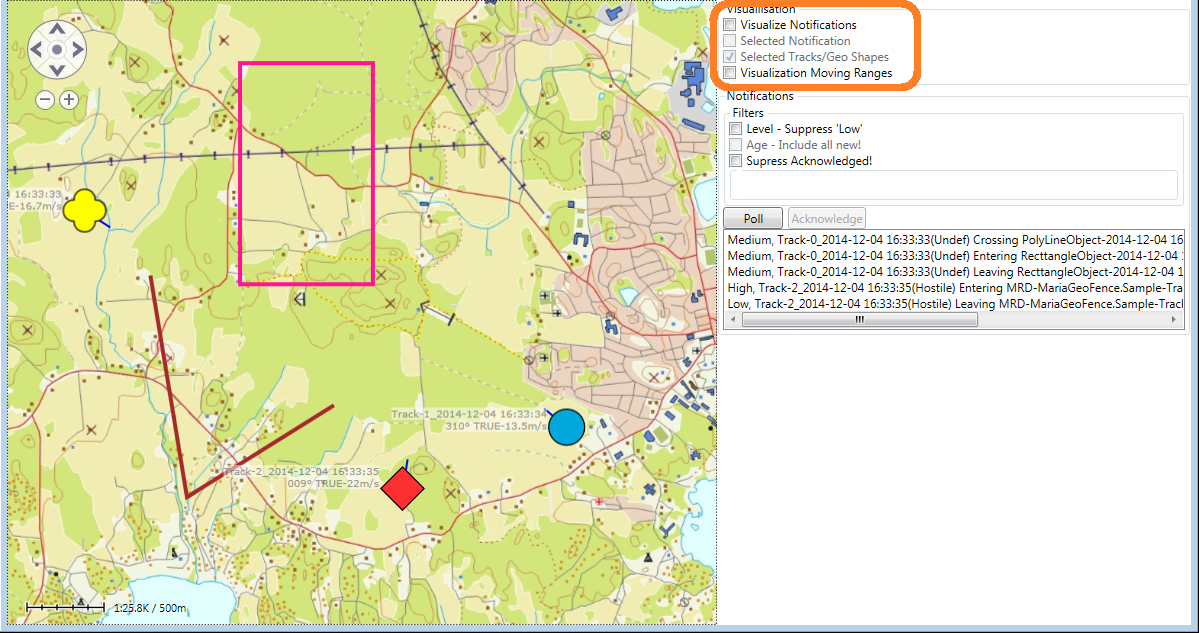 Visualisation
Visualize Notifications
Selected Notification
Selected Tracks/Geo Shapes
Visualization Moving Ranges
Notifications
Filters
Level - Suppress 'Low'
Age - Include all new!
Supress Acknowledged!
Poll
Acknowledge
Medium, Track-0_2014-12-04 16:33:33(Undef) Crossing PolyLineObject-2014-12-04 16
Medium, Track-0_2014-12-04 16:33:33(Undef) Entering RecttangleObject-2014-12-04
Medium, Track-0_2014-12-04 16:33:33(Undef) Leaving RecttangleObject-2014-12-04 1
High, Track-2_2014-12-04 16:33:35(Hostile) Entering MRD-MariaGeoFence.Sample-Tra
Low, Track-2_2014-12-04 16:33:35(Hostile) Leaving MRD-MariaGeoFence.Sample-Tracl
16:33:33
E-16.7m/s
Track-1_2014-12-04 16:33:34
310° TRUE-13.5m/s
Track-2_2014-12-04 16:33:35
009° TRUE-22m/s
1:25.8K / 500m